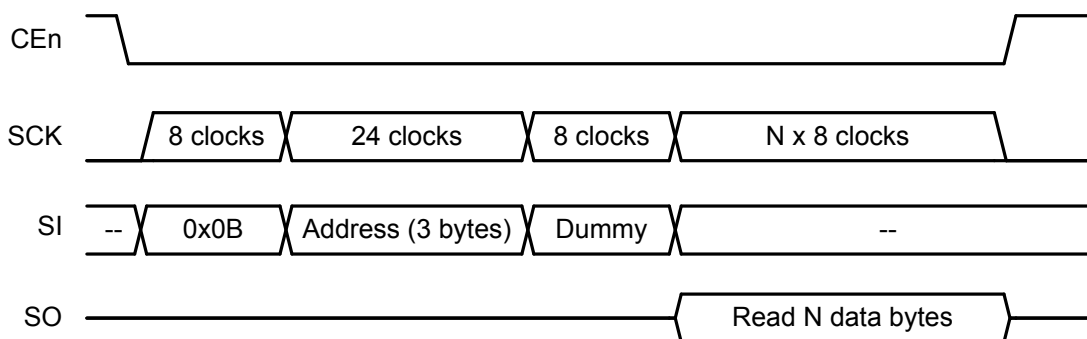 CEn
SCK 8 clocks 24 clocks 8 clocks N x 8 clocks
SI -- 0x0B Address (3 bytes) Dummy --
SO Read N data bytes